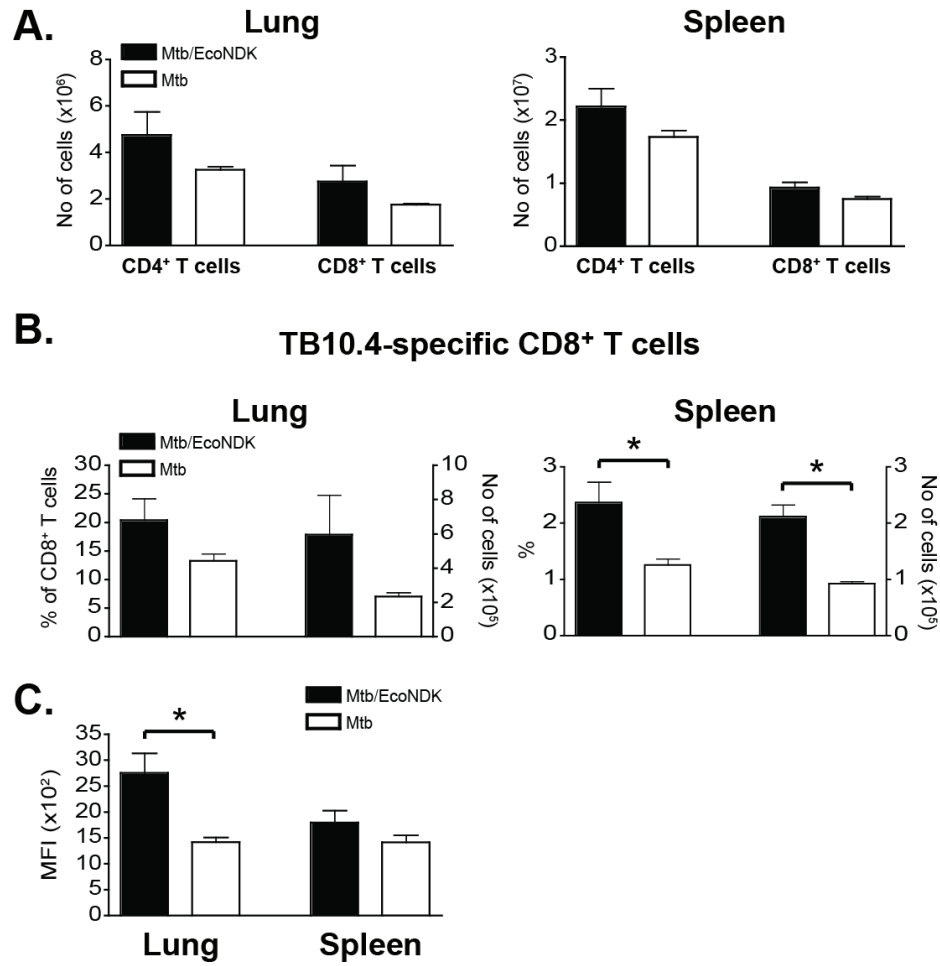 A.
Lung
Mtb/EcoNDK
Mtb
No of cells (x10⁶)
8
6
4
2
0
CD4⁺ T cells
CD8⁺ T cells
Spleen
No of cells (x10⁷)
3
2
1
0
CD4⁺ T cells
CD8⁺ T cells
B.
TB10.4-specific CD8⁺ T cells
Lung
Mtb/EcoNDK
Mtb
% of CD8⁺ T cells
30
25
20
15
10
5
0
10
8
6
4
2
0
No of cells (x10⁵)
Spleen
%
3
2
1
0
*
*
3
2
1
0
No of cells (x10⁵)
C.
Mtb/EcoNDK
Mtb
MFI (x10²)
35
30
25
20
15
10
5
0
*
Lung
Spleen